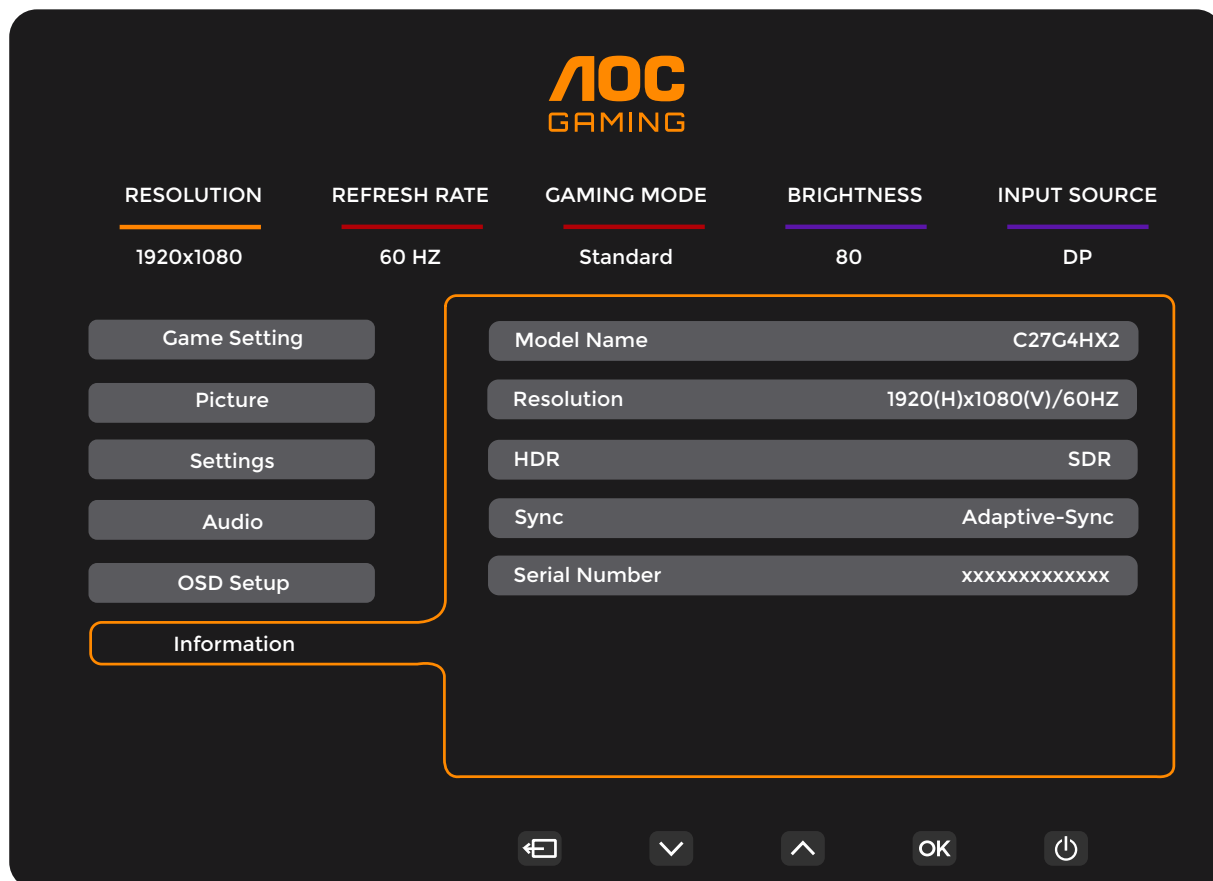 AOC
GAMING
RESOLUTION REFRESH RATE GAMING MODE BRIGHTNESS INPUT SOURCE
1920x1080 60 HZ Standard 80 DP
Game Setting
Picture
Settings
Audio
OSD Setup
Information
Model Name C27G4HX2
Resolution 1920(H)x1080(V)/60HZ
HDR SDR
Sync Adaptive-Sync
Serial Number xxxxxxxxxxxxx
OK